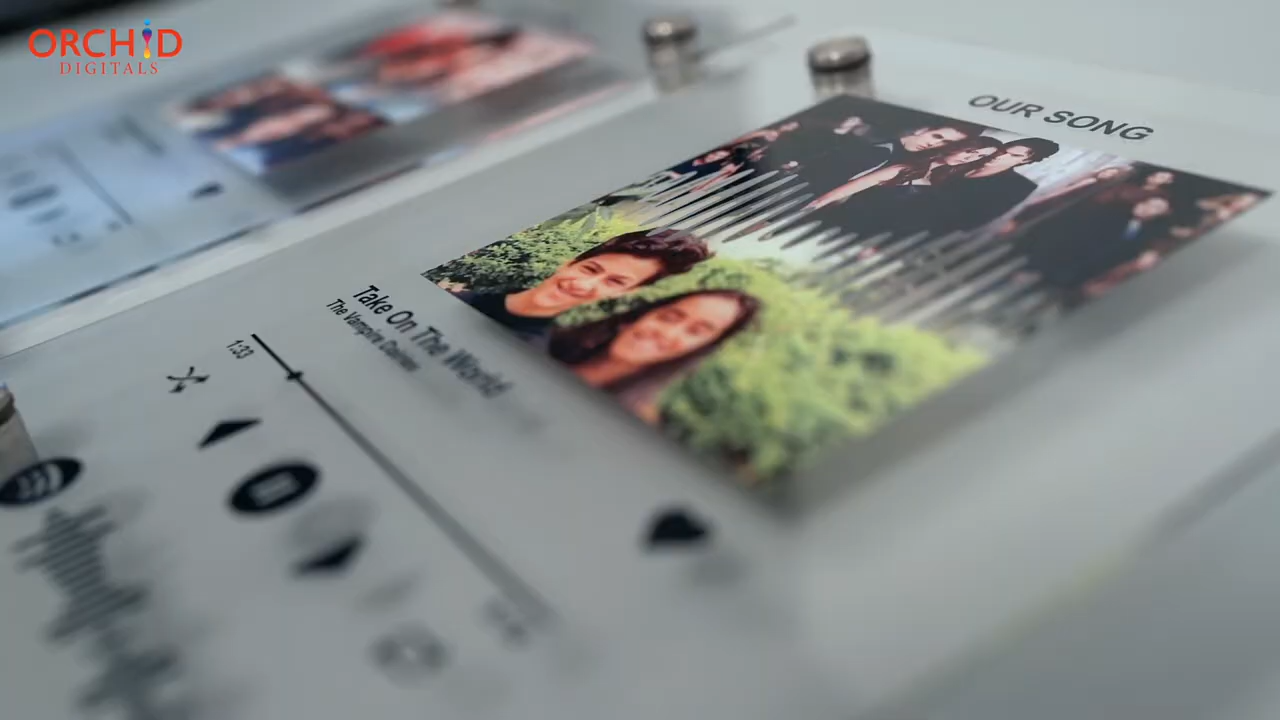 ORCHiD
DIGITALS
OUR SONG
Take On The World
The Vampire Diaries
1:33